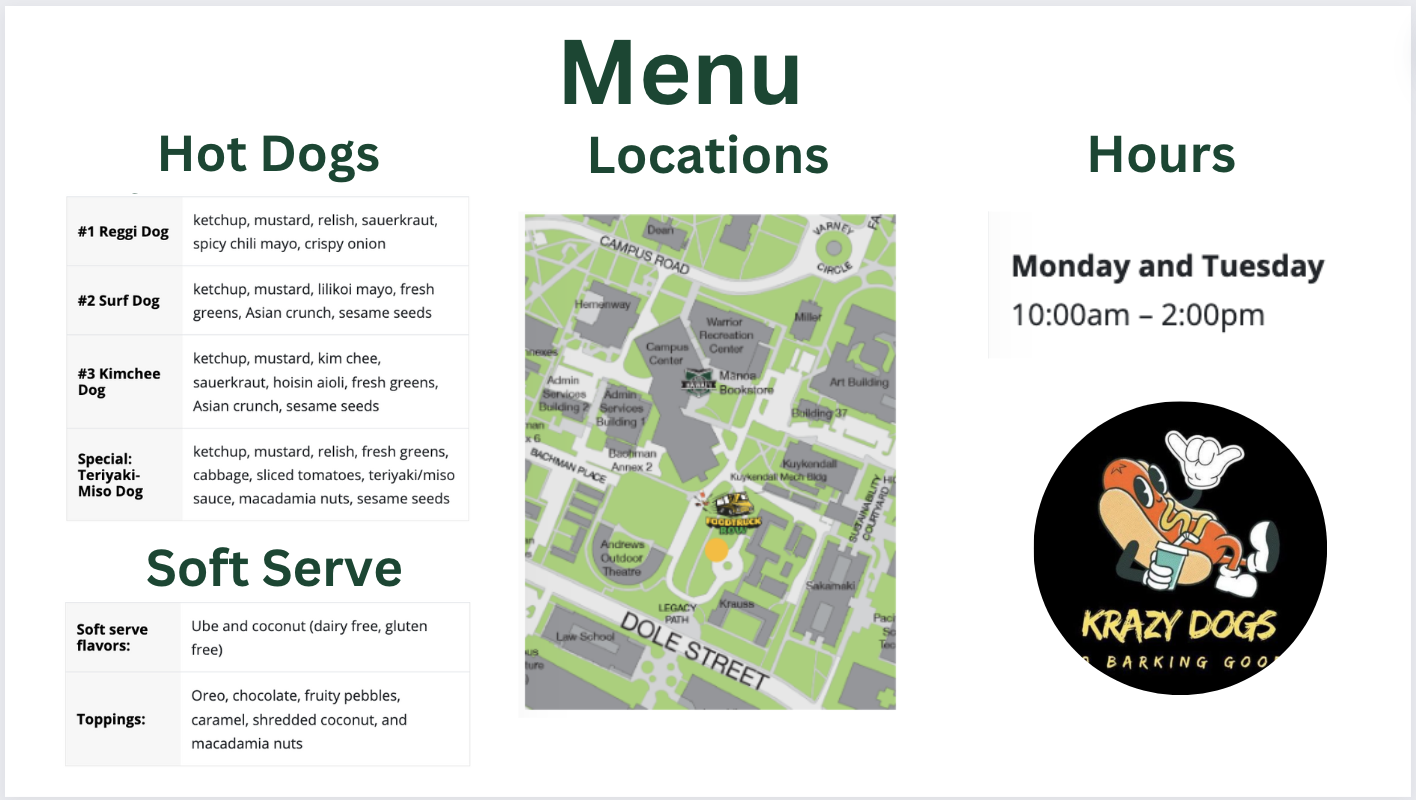 Menu
Hot Dogs
#1 Reggi Dog
ketchup, mustard, relish, sauerkraut,
spicy chili mayo, crispy onion
#2 Surf Dog
ketchup, mustard, lilikoi mayo, fresh
greens, Asian crunch, sesame seeds
#3 Kimchee
Dog
ketchup, mustard, kim chee,
sauerkraut, hoisin aioli, fresh greens,
Asian crunch, sesame seeds
Special:
Teriyaki-
Miso Dog
ketchup, mustard, relish, fresh greens,
cabbage, sliced tomatoes, teriyaki/miso
sauce, macadamia nuts, sesame seeds
Soft Serve
Soft serve
flavors:
Ube and coconut (dairy free, gluten
free)
Toppings:
Oreo, chocolate, fruity pebbles,
caramel, shredded coconut, and
macadamia nuts
Locations
Dean
VARNEY
CIRCLE
CAMPUS ROAD
Hemenway
Miller
Warrior
Recreation
Center
Campus
Center
Manoa
Bookstore
Art Building
Admin
Services
Building 2
Admin
Services
Building 1
Building 37
Bachman
Annex 2
BACHMAN PLACE
Kuykendall
Kuykendall Msch Bldg
SUSTAINABILITY
COURTYARD
FOODTRUCK
ROW
Andrews
Outdoor
Theatre
Sakamaki
LEGACY
PATH
Krauss
Law School
DOLE STREET
Hours
Monday and Tuesday
10:00am – 2:00pm
KRAZY DOGS
BARKING GOO